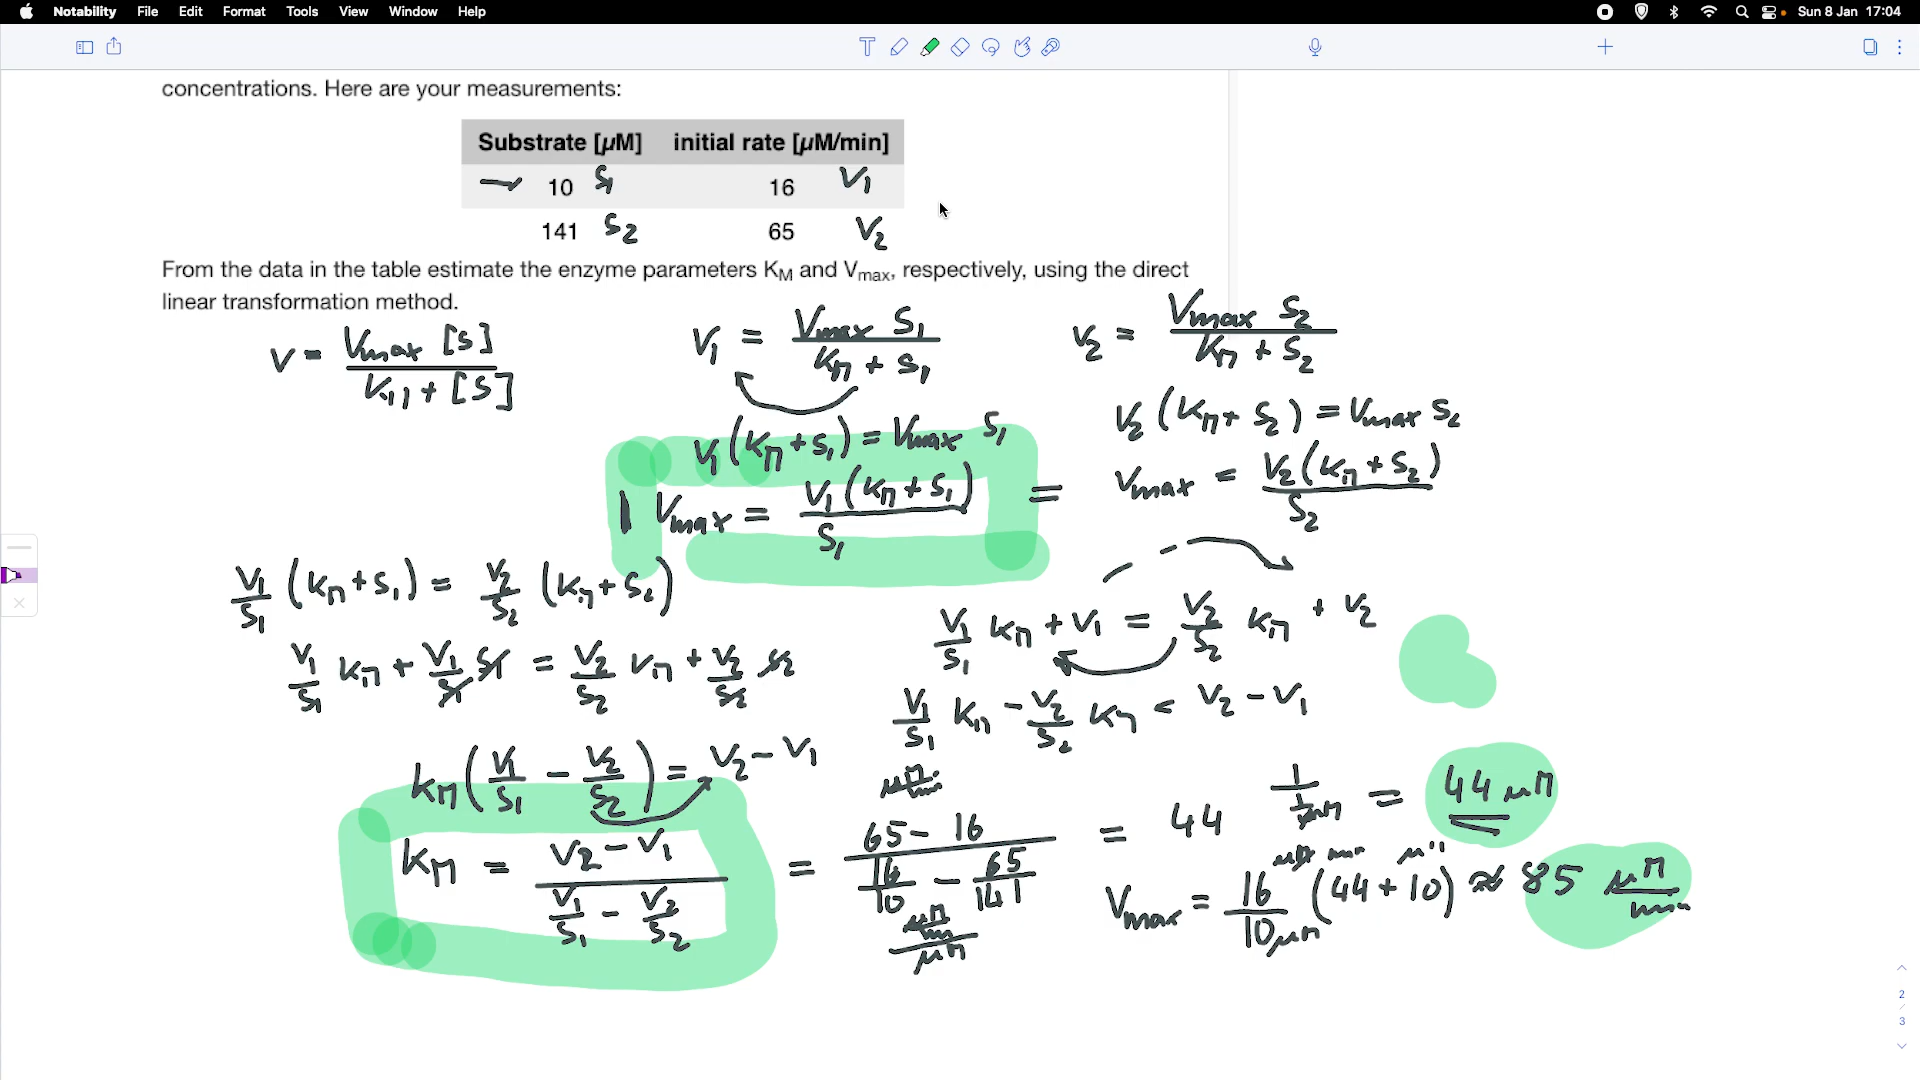 Notability File Edit Format Tools View Window Help Sun 8 Jan 17:04
concentrations. Here are your measurements:
Substrate [µM] initial rate [µM/min]
10 S1 16 V1
141 S2 65 V2
From the data in the table estimate the enzyme parameters KM and Vmax, respectively, using the direct
linear transformation method.
V = Vmax [S] / KM + [S]
V1 = Vmax S1 / KM + S1
V2 = Vmax S2 / KM + S2
V1 (KM + S1) = Vmax S1
V2 (KM + S2) = Vmax S2
Vmax = V1 (KM + S1) / S1 = Vmax = V2 (KM + S2) / S2
V1/S1 (KM + S1) = V2/S2 (KM + S2)
V1/S1 KM + V1 = V2/S2 KM + V2
V1/S1 KM + V1/S1 S1 = V2/S2 KM + V2/S2 S2
V1/S1 KM - V2/S2 KM = V2 - V1
KM (V1/S1 - V2/S2) = V2 - V1
KM = V2 - V1 / V1/S1 - V2/S2 = 65 - 16 / 16/10 - 65/141 = 44 1 / 1/µM = 44 µM
Vmax = 16 / 10 µM (44 + 10) ≈ 85 µM/min
2
3